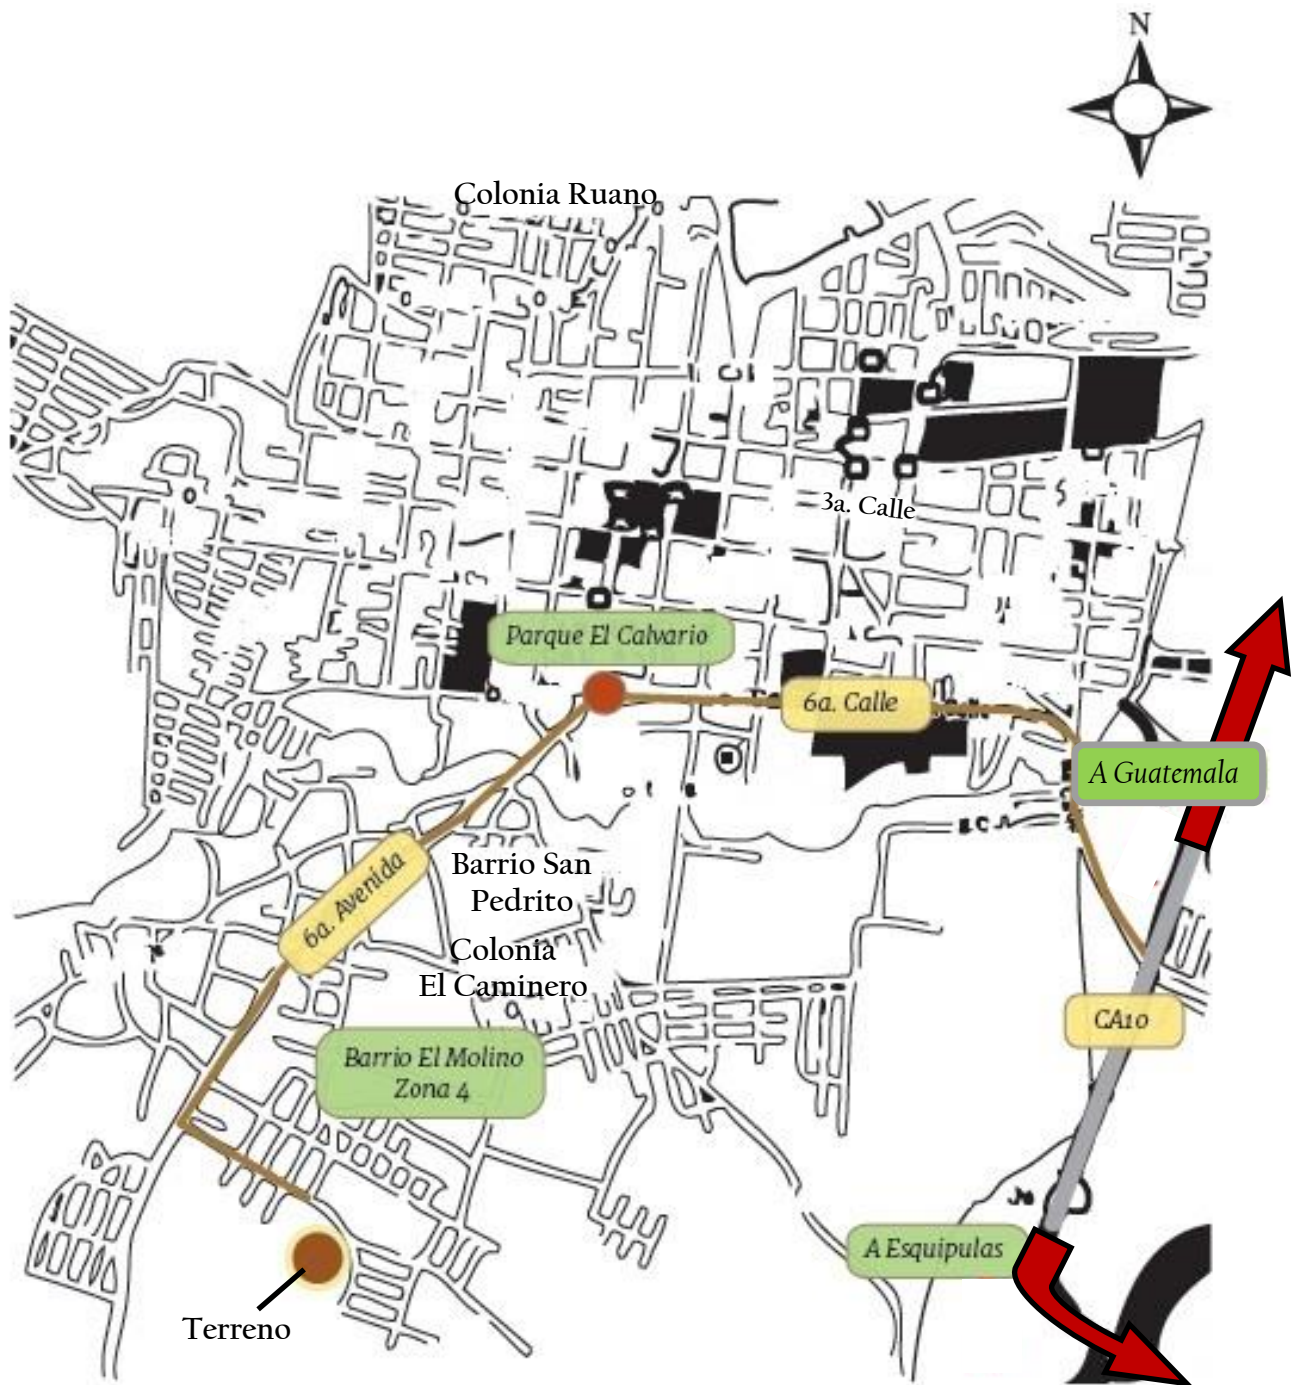 N
Colonia Ruano
3a. Calle
Parque El Calvario
6a. Calle
A Guatemala
6a. Avenida
Barrio San
Pedrito
Colonia
El Caminero
CA10
Barrio El Molino
Zona 4
A Esquipulas
Terreno